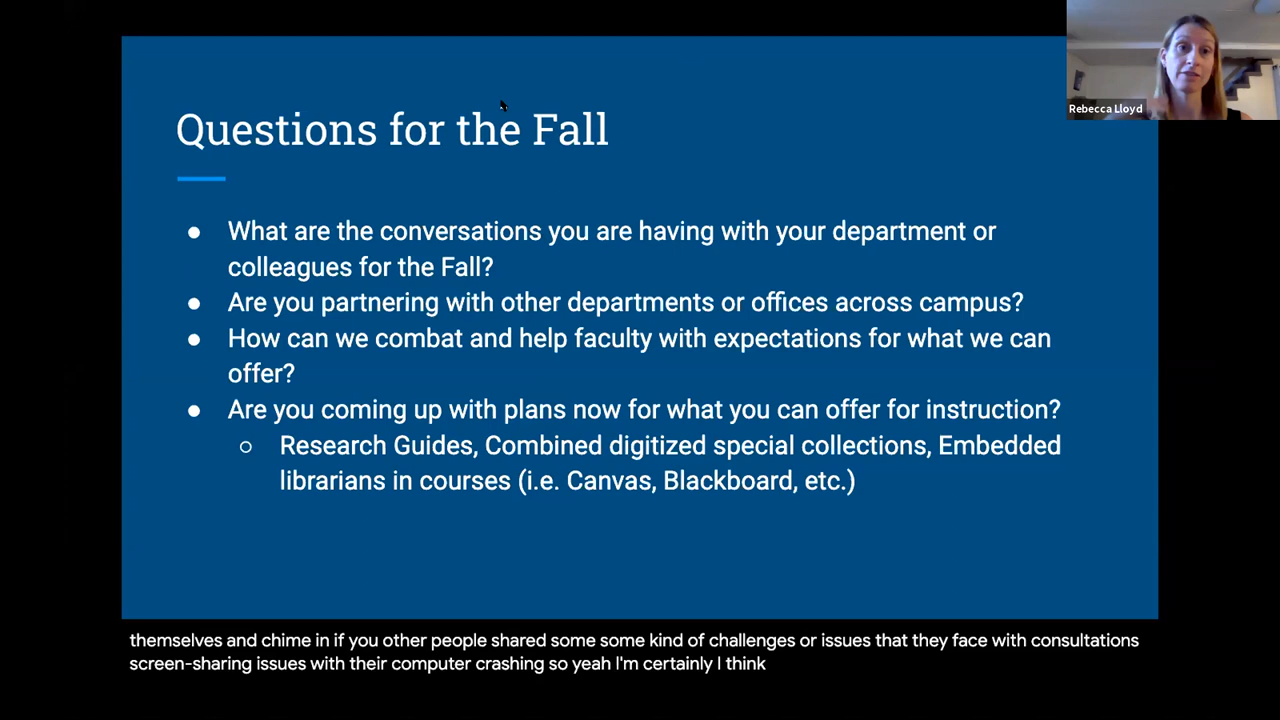 Rebecca Lloyd
Questions for the Fall
● What are the conversations you are having with your department or
colleagues for the Fall?
● Are you partnering with other departments or offices across campus?
● How can we combat and help faculty with expectations for what we can
offer?
● Are you coming up with plans now for what you can offer for instruction?
○ Research Guides, Combined digitized special collections, Embedded
librarians in courses (i.e. Canvas, Blackboard, etc.)
themselves and chime in if you other people shared some some kind of challenges or issues that they face with consultations
screen-sharing issues with their computer crashing so yeah I'm certainly I think